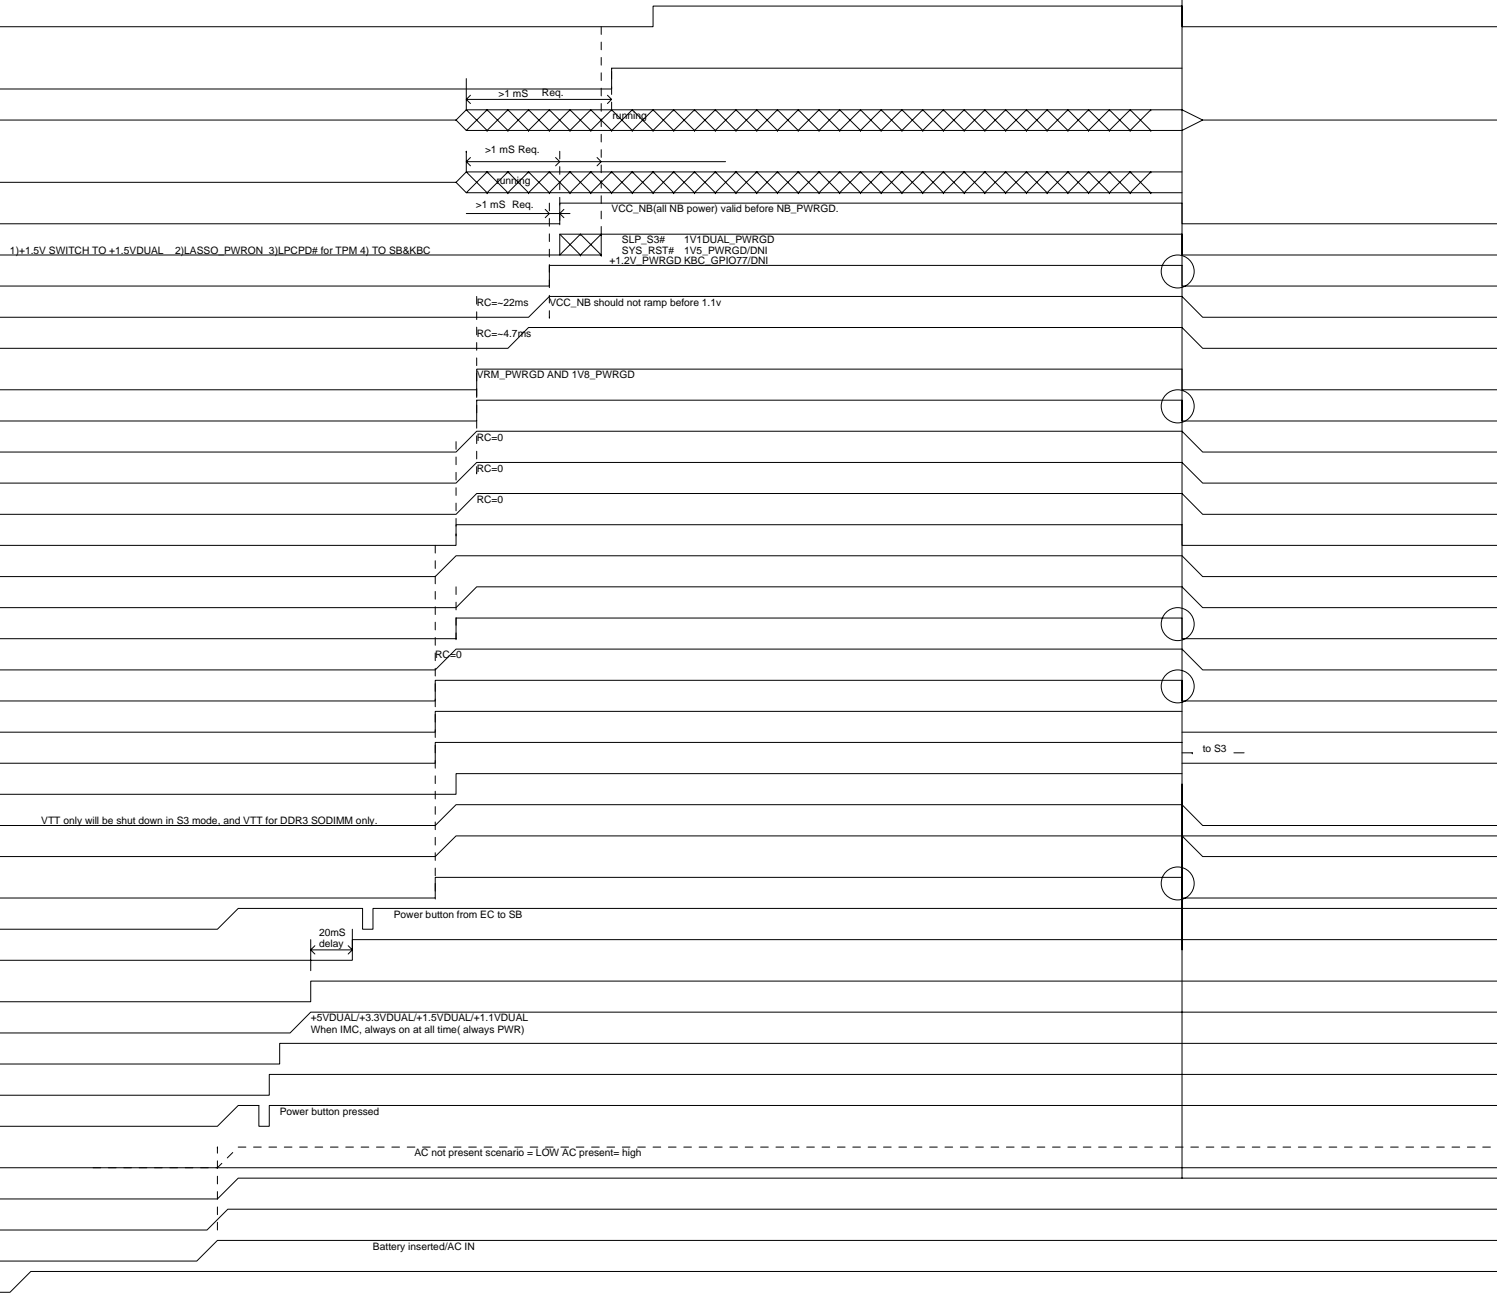 >1 mS Req.
running
>1 mS Req.
running
>1 mS Req.
VCC_NB(all NB power) valid before NB_PWRGD.
1)+1.5V SWITCH TO +1.5VDUAL 2)LASSO_PWRON 3)LPCPD# for TPM 4) TO SB&KBC
SLP_S3# 1V1DUAL_PWRGD
SYS_RST# 1V5_PWRGD/DNI
+1.2V_PWRGD KBC_GPIO77/DNI
RC=~22ms
VCC_NB should not ramp before 1.1v
RC=~4.7ms
VRM_PWRGD AND 1V8_PWRGD
RC=0
RC=0
RC=0
RC=0
to S3
VTT only will be shut down in S3 mode, and VTT for DDR3 SODIMM only.
Power button from EC to SB
20mS
delay
+5VDUAL/+3.3VDUAL/+1.5VDUAL/+1.1VDUAL
When IMC, always on at all time( always PWR)
Power button pressed
AC not present scenario = LOW AC present= high
Battery inserted/AC IN